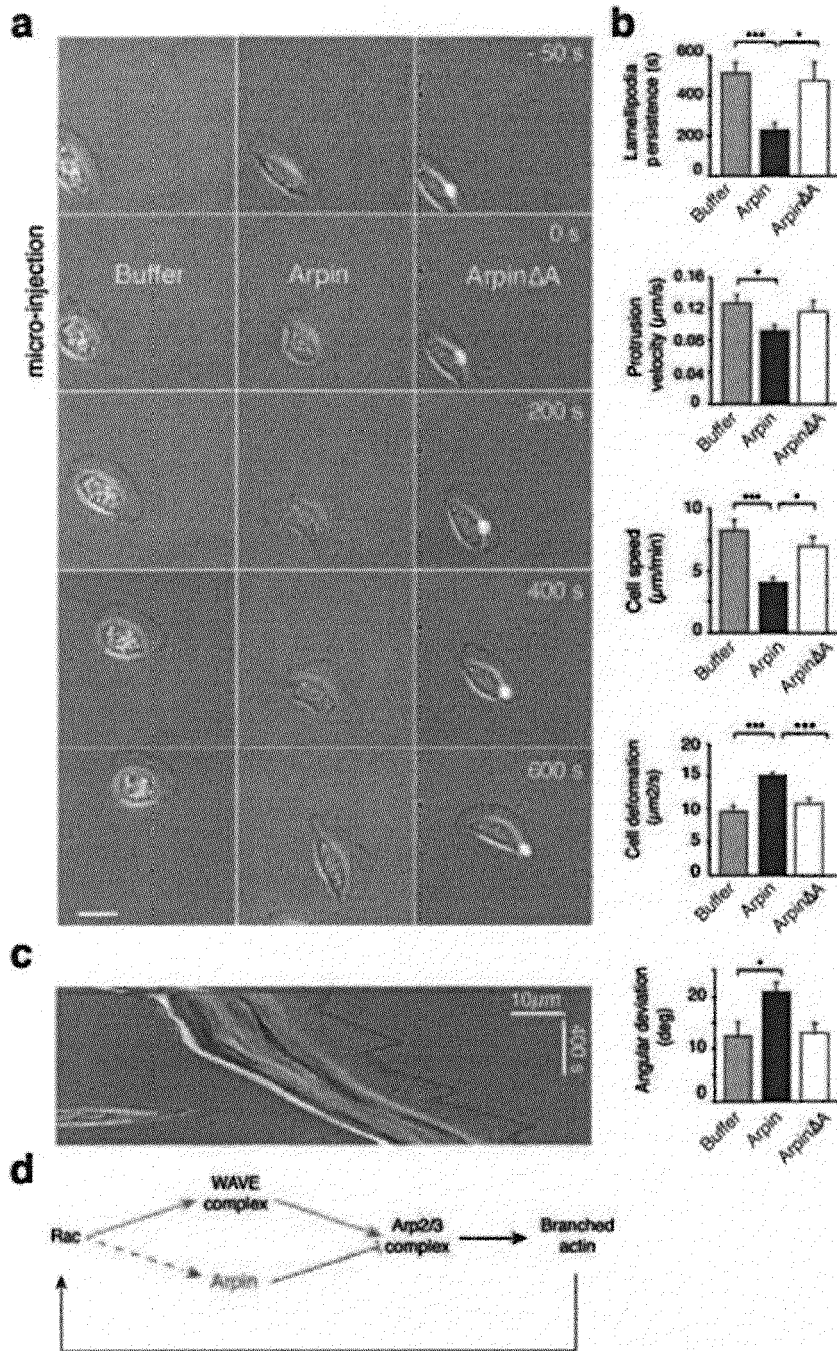 a
- 50 s
micro-injection
0 s
Buffer
Arpin
ArpinΔA
200 s
400 s
600 s
b
Lamellipodia
persistence (s)
600
400
200
0
*** *
Buffer
Arpin
ArpinΔA
Protrusion
velocity (µm/s)
0.16
0.12
0.08
0.04
0
*
Buffer
Arpin
ArpinΔA
Cell speed
(µm/min)
10
5
0
*** *
Buffer
Arpin
ArpinΔA
Cell deformation
(µm2/s)
20
15
10
5
0
*** ***
Buffer
Arpin
ArpinΔA
Angular deviation
(deg)
20
10
0
*
Buffer
Arpin
ArpinΔA
c
10µm
400 s
d
Rac
WAVE
complex
Arpin
Arp2/3
complex
Branched
actin